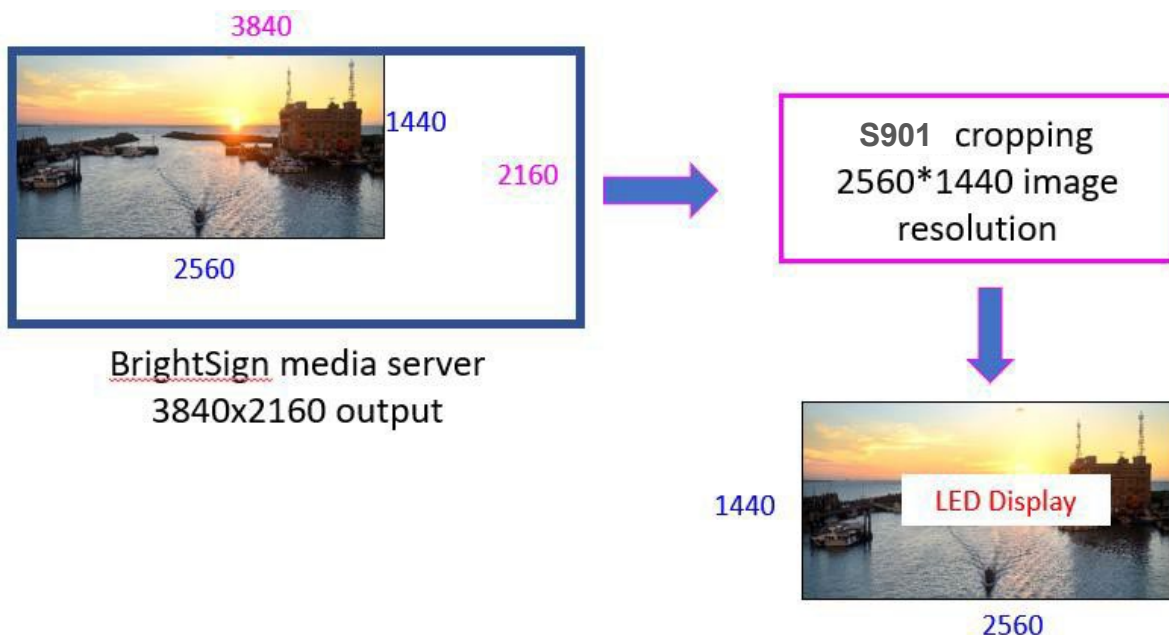 3840
1440
2160
2560
BrightSign media server
3840x2160 output
S901 cropping
2560*1440 image
resolution
LED Display
1440
2560